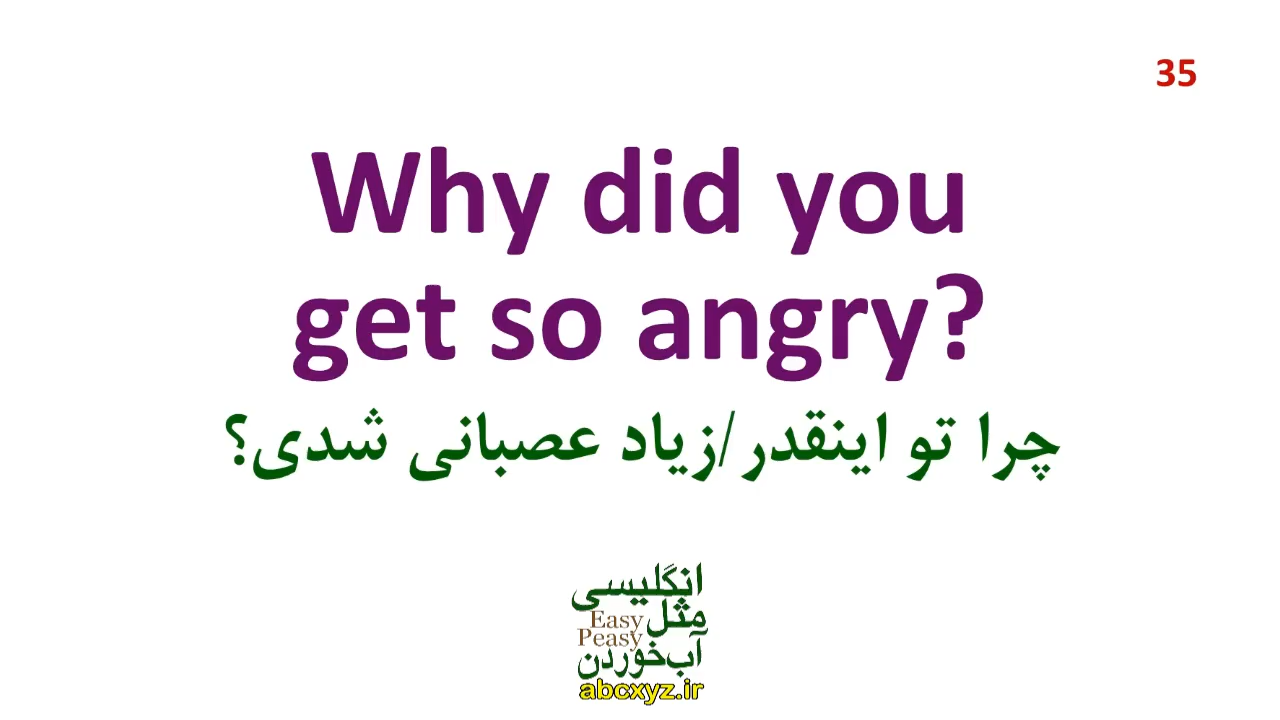 35
Why did you
get so angry?
چرا تو اینقدر/زیاد عصبانی شدی؟
انگلیسی
مثل
Easy
Peasy
آب‌خوردن
abcxyz.ir